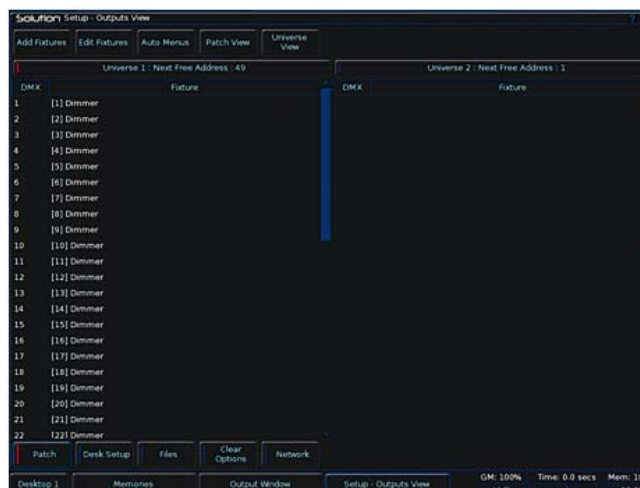 Solution Setup - Outputs View ?
Add Fixtures Edit Fixtures Auto Menus Patch View Universe View
Universe 1 : Next Free Address : 49 Universe 2 : Next Free Address : 1
DMX Fixture DMX Fixture
1 [1] Dimmer
2 [2] Dimmer
3 [3] Dimmer
4 [4] Dimmer
5 [5] Dimmer
6 [6] Dimmer
7 [7] Dimmer
8 [8] Dimmer
9 [9] Dimmer
10 [10] Dimmer
11 [11] Dimmer
12 [12] Dimmer
13 [13] Dimmer
14 [14] Dimmer
15 [15] Dimmer
16 [16] Dimmer
17 [17] Dimmer
18 [18] Dimmer
19 [19] Dimmer
20 [20] Dimmer
21 [21] Dimmer
22 [22] Dimmer
Patch Desk Setup Files Clear Options Network
Desktop 1 Memories Output Window Setup - Outputs View GM: 100% Time: 0.0 secs Mem: